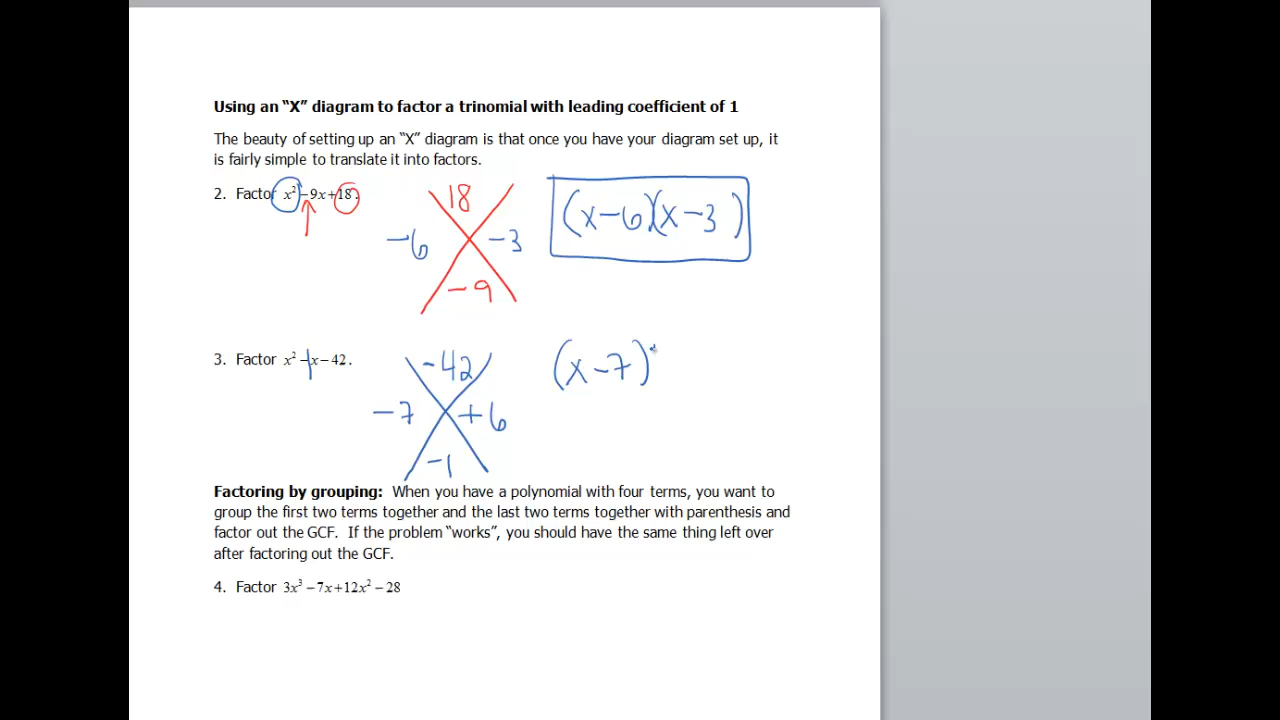 Using an "X" diagram to factor a trinomial with leading coefficient of 1
The beauty of setting up an "X" diagram is that once you have your diagram set up, it
is fairly simple to translate it into factors.
2. Factor x² – 9x + 18.
18
-6
-3
-9
(x-6)(x-3)
3. Factor x² – x – 42.
-42
-7
+6
-1
(x-7)
Factoring by grouping: When you have a polynomial with four terms, you want to
group the first two terms together and the last two terms together with parenthesis and
factor out the GCF. If the problem "works", you should have the same thing left over
after factoring out the GCF.
4. Factor 3x³ – 7x + 12x² – 28